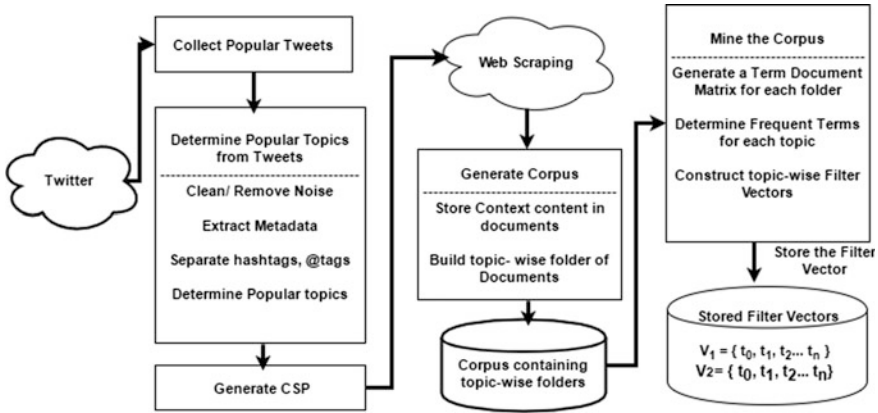 Twitter
Collect Popular Tweets
Determine Popular Topics
from Tweets
Clean/ Remove Noise
Extract Metadata
Separate hashtags, @tags
Determine Popular topics
Generate CSP
Web Scraping
Generate Corpus
Store Context content in
documents
Build topic- wise folder of
Documents
Corpus containing
topic-wise folders
Mine the Corpus
Generate a Term Document
Matrix for each folder
Determine Frequent Terms
for each topic
Construct topic-wise Filter
Vectors
Store the Filter
Vector
Stored Filter Vectors
V₁ = { t₀, t₁, t₂... tₙ }
V₂= { t₀, t₁, t₂... tₙ}